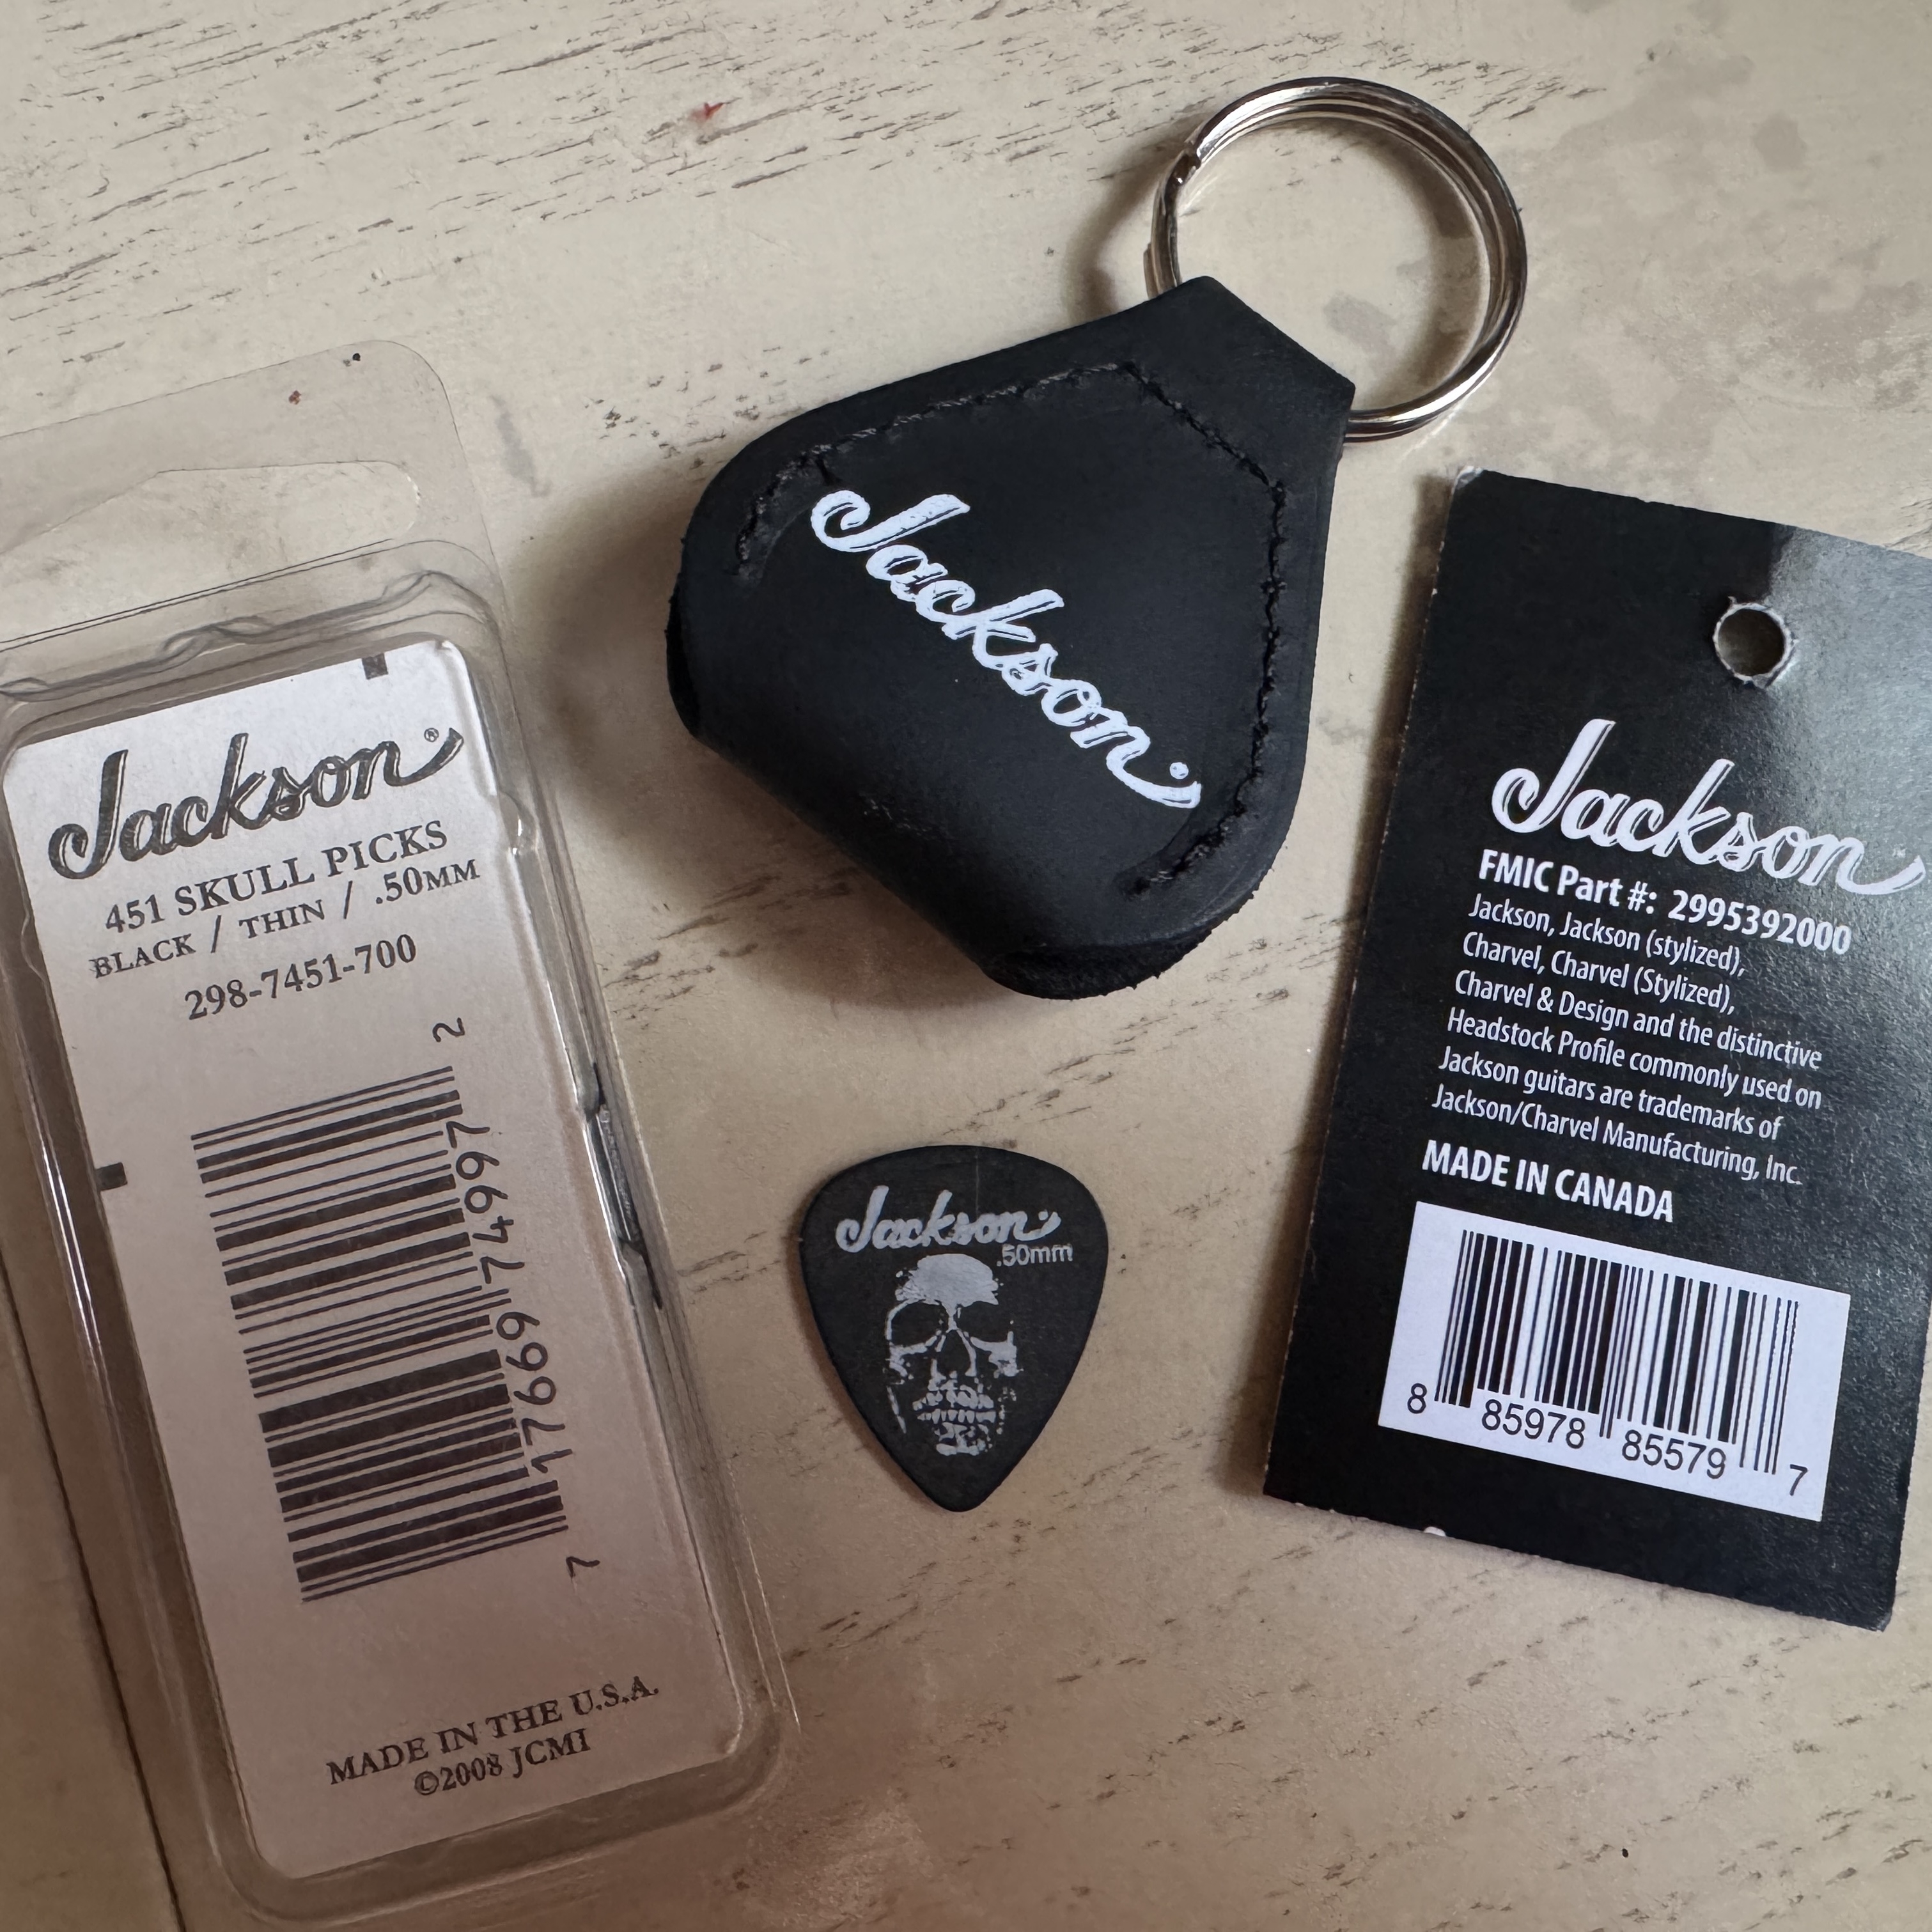 Jackson®
451 SKULL PICKS
BLACK / THIN / .50MM
298-7451-700
7 17669 74997 2
MADE IN THE U.S.A.
©2008 JCMI
Jackson
Jackson
.50mm
Jackson
FMIC Part #: 2995392000
Jackson, Jackson (stylized),
Charvel, Charvel (Stylized),
Charvel & Design and the distinctive
Headstock Profile commonly used on
Jackson guitars are trademarks of
Jackson/Charvel Manufacturing, Inc.
MADE IN CANADA
8 85978 85579 7